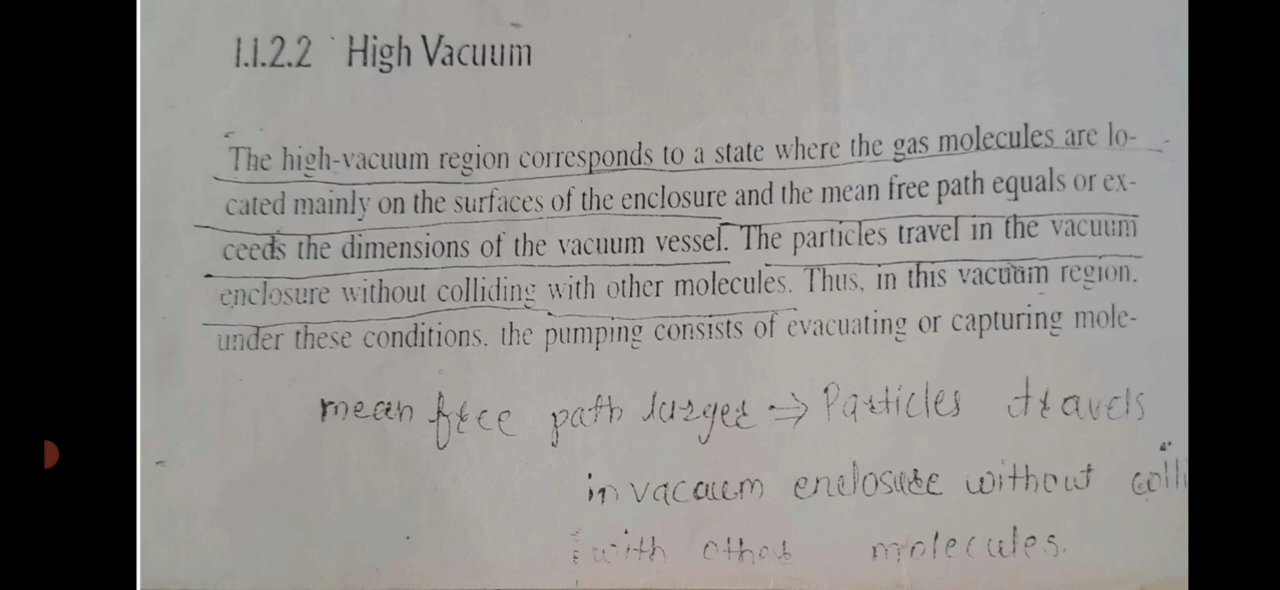 1.1.2.2 High Vacuum
The high-vacuum region corresponds to a state where the gas molecules are lo-
cated mainly on the surfaces of the enclosure and the mean free path equals or ex-
ceeds the dimensions of the vacuum vessel. The particles travel in the vacuum
enclosure without colliding with other molecules. Thus, in this vacuum region,
under these conditions, the pumping consists of evacuating or capturing mole-
mean free path larger ⇒ Particles travels
in vacauem enclosure without colli
with other molecules.